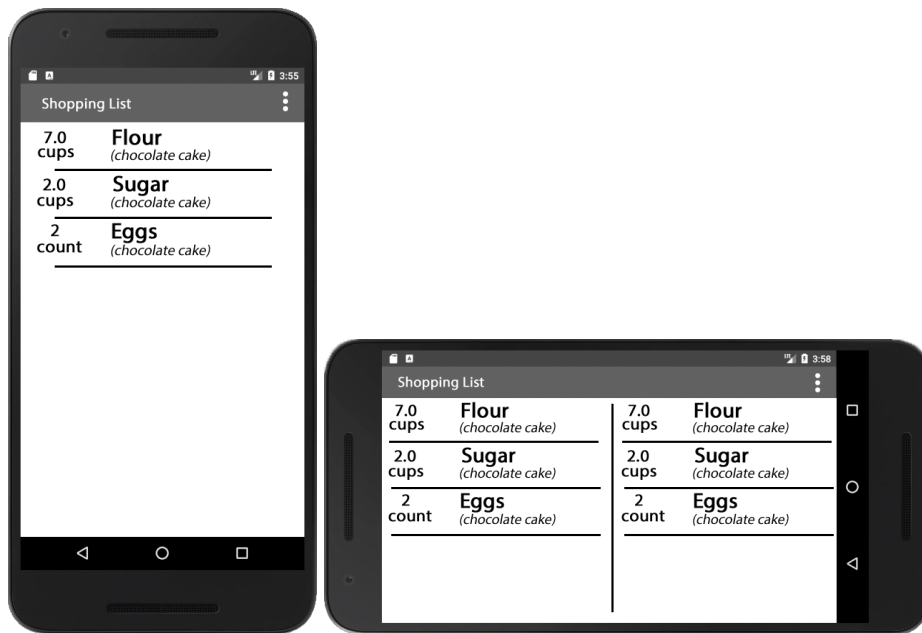 3:55
Shopping List
7.0 cups
Flour
(chocolate cake)
2.0 cups
Sugar
(chocolate cake)
2 count
Eggs
(chocolate cake)
3:58
Shopping List
7.0 cups
Flour
(chocolate cake)
2.0 cups
Sugar
(chocolate cake)
2 count
Eggs
(chocolate cake)
7.0 cups
Flour
(chocolate cake)
2.0 cups
Sugar
(chocolate cake)
2 count
Eggs
(chocolate cake)